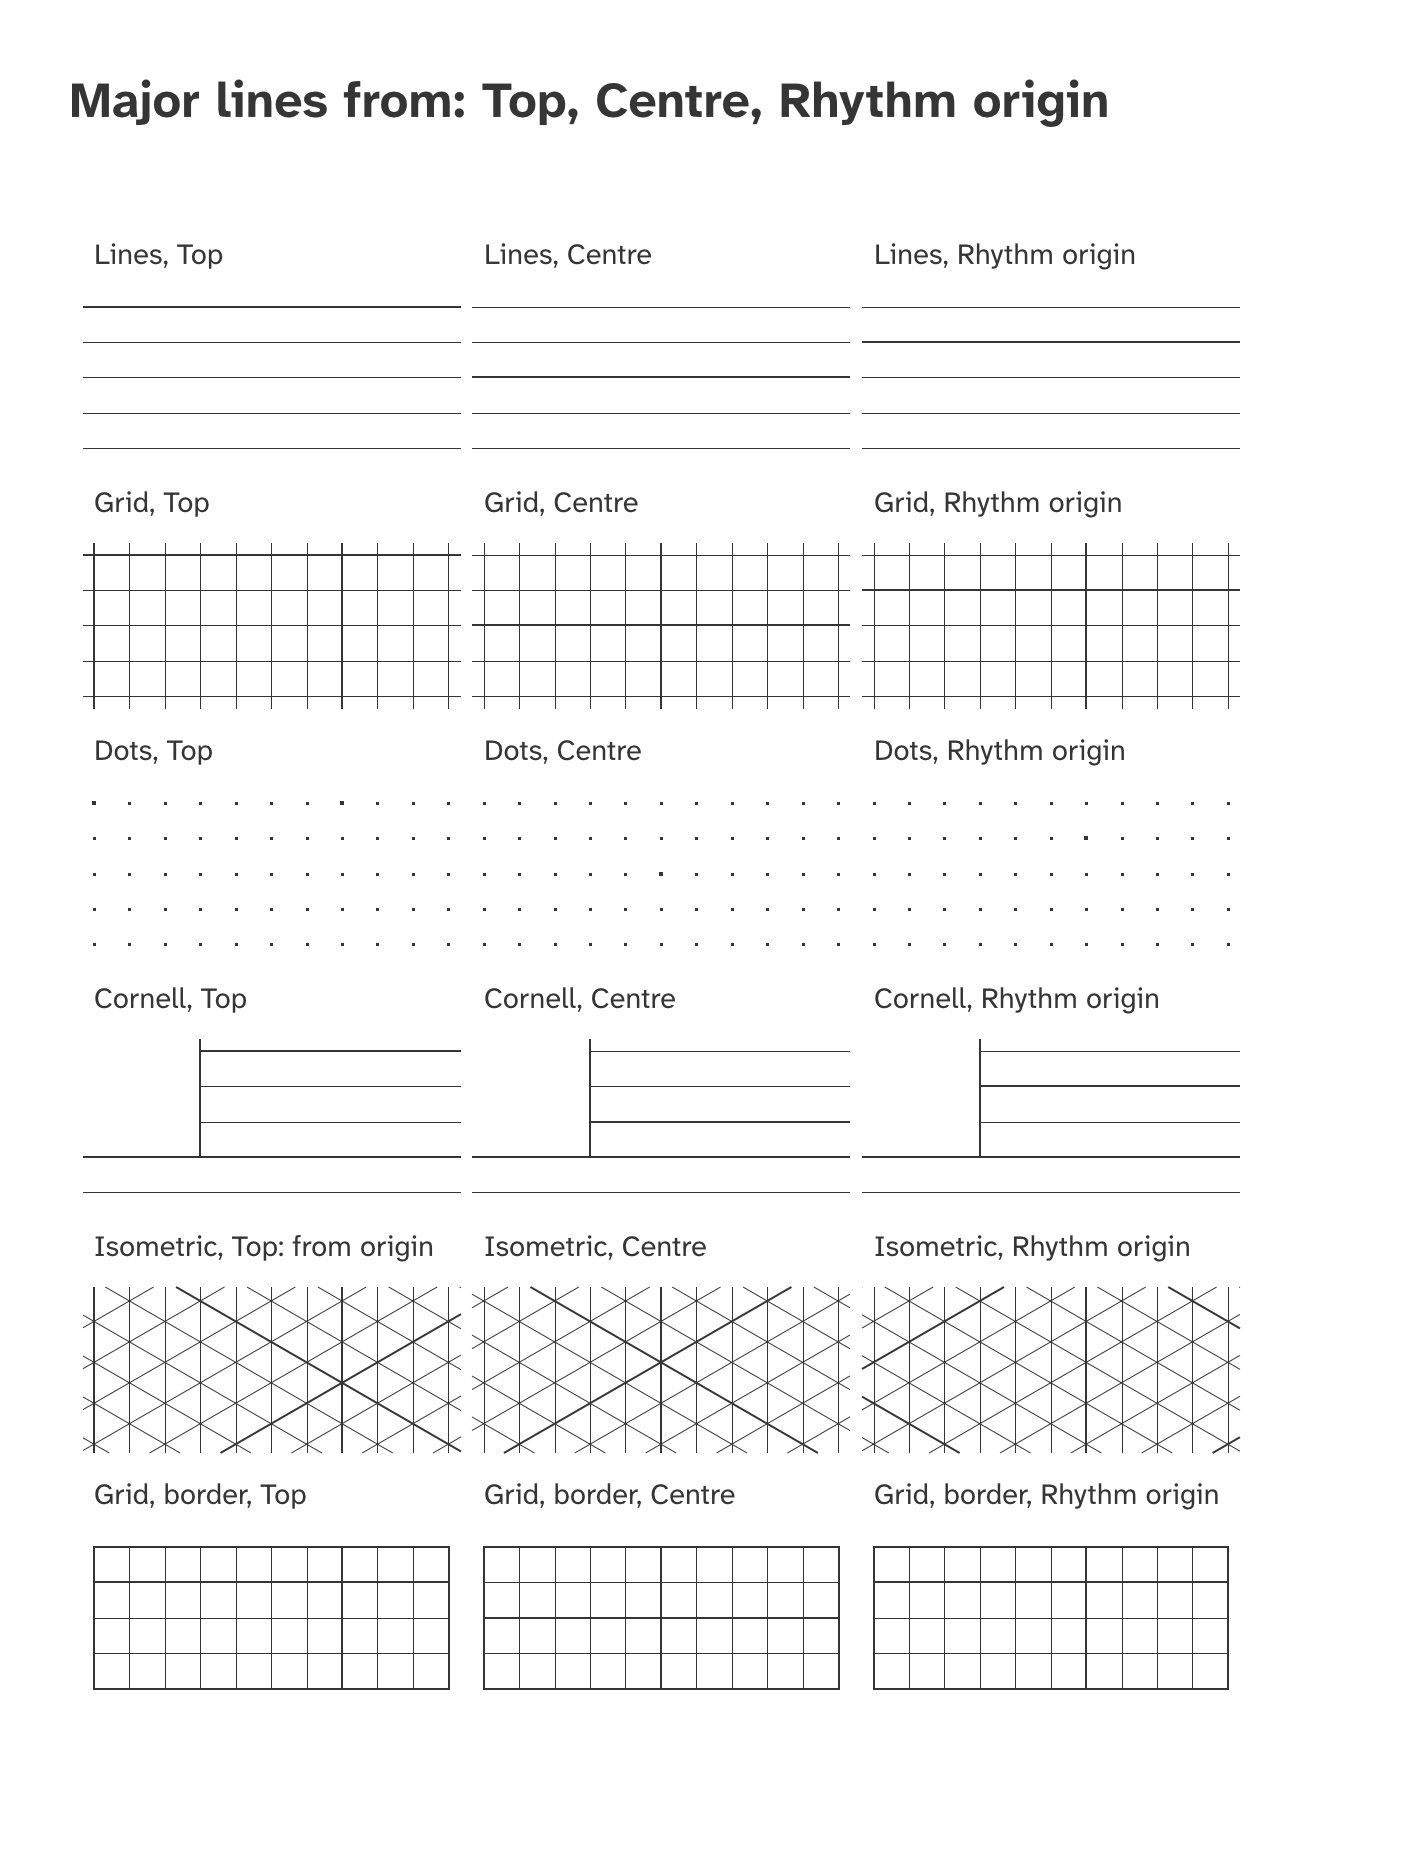 Major lines from: Top, Centre, Rhythm origin
Lines, Top
Lines, Centre
Lines, Rhythm origin
Grid, Top
Grid, Centre
Grid, Rhythm origin
Dots, Top
Dots, Centre
Dots, Rhythm origin
Cornell, Top
Cornell, Centre
Cornell, Rhythm origin
Isometric, Top: from origin
Isometric, Centre
Isometric, Rhythm origin
Grid, border, Top
Grid, border, Centre
Grid, border, Rhythm origin